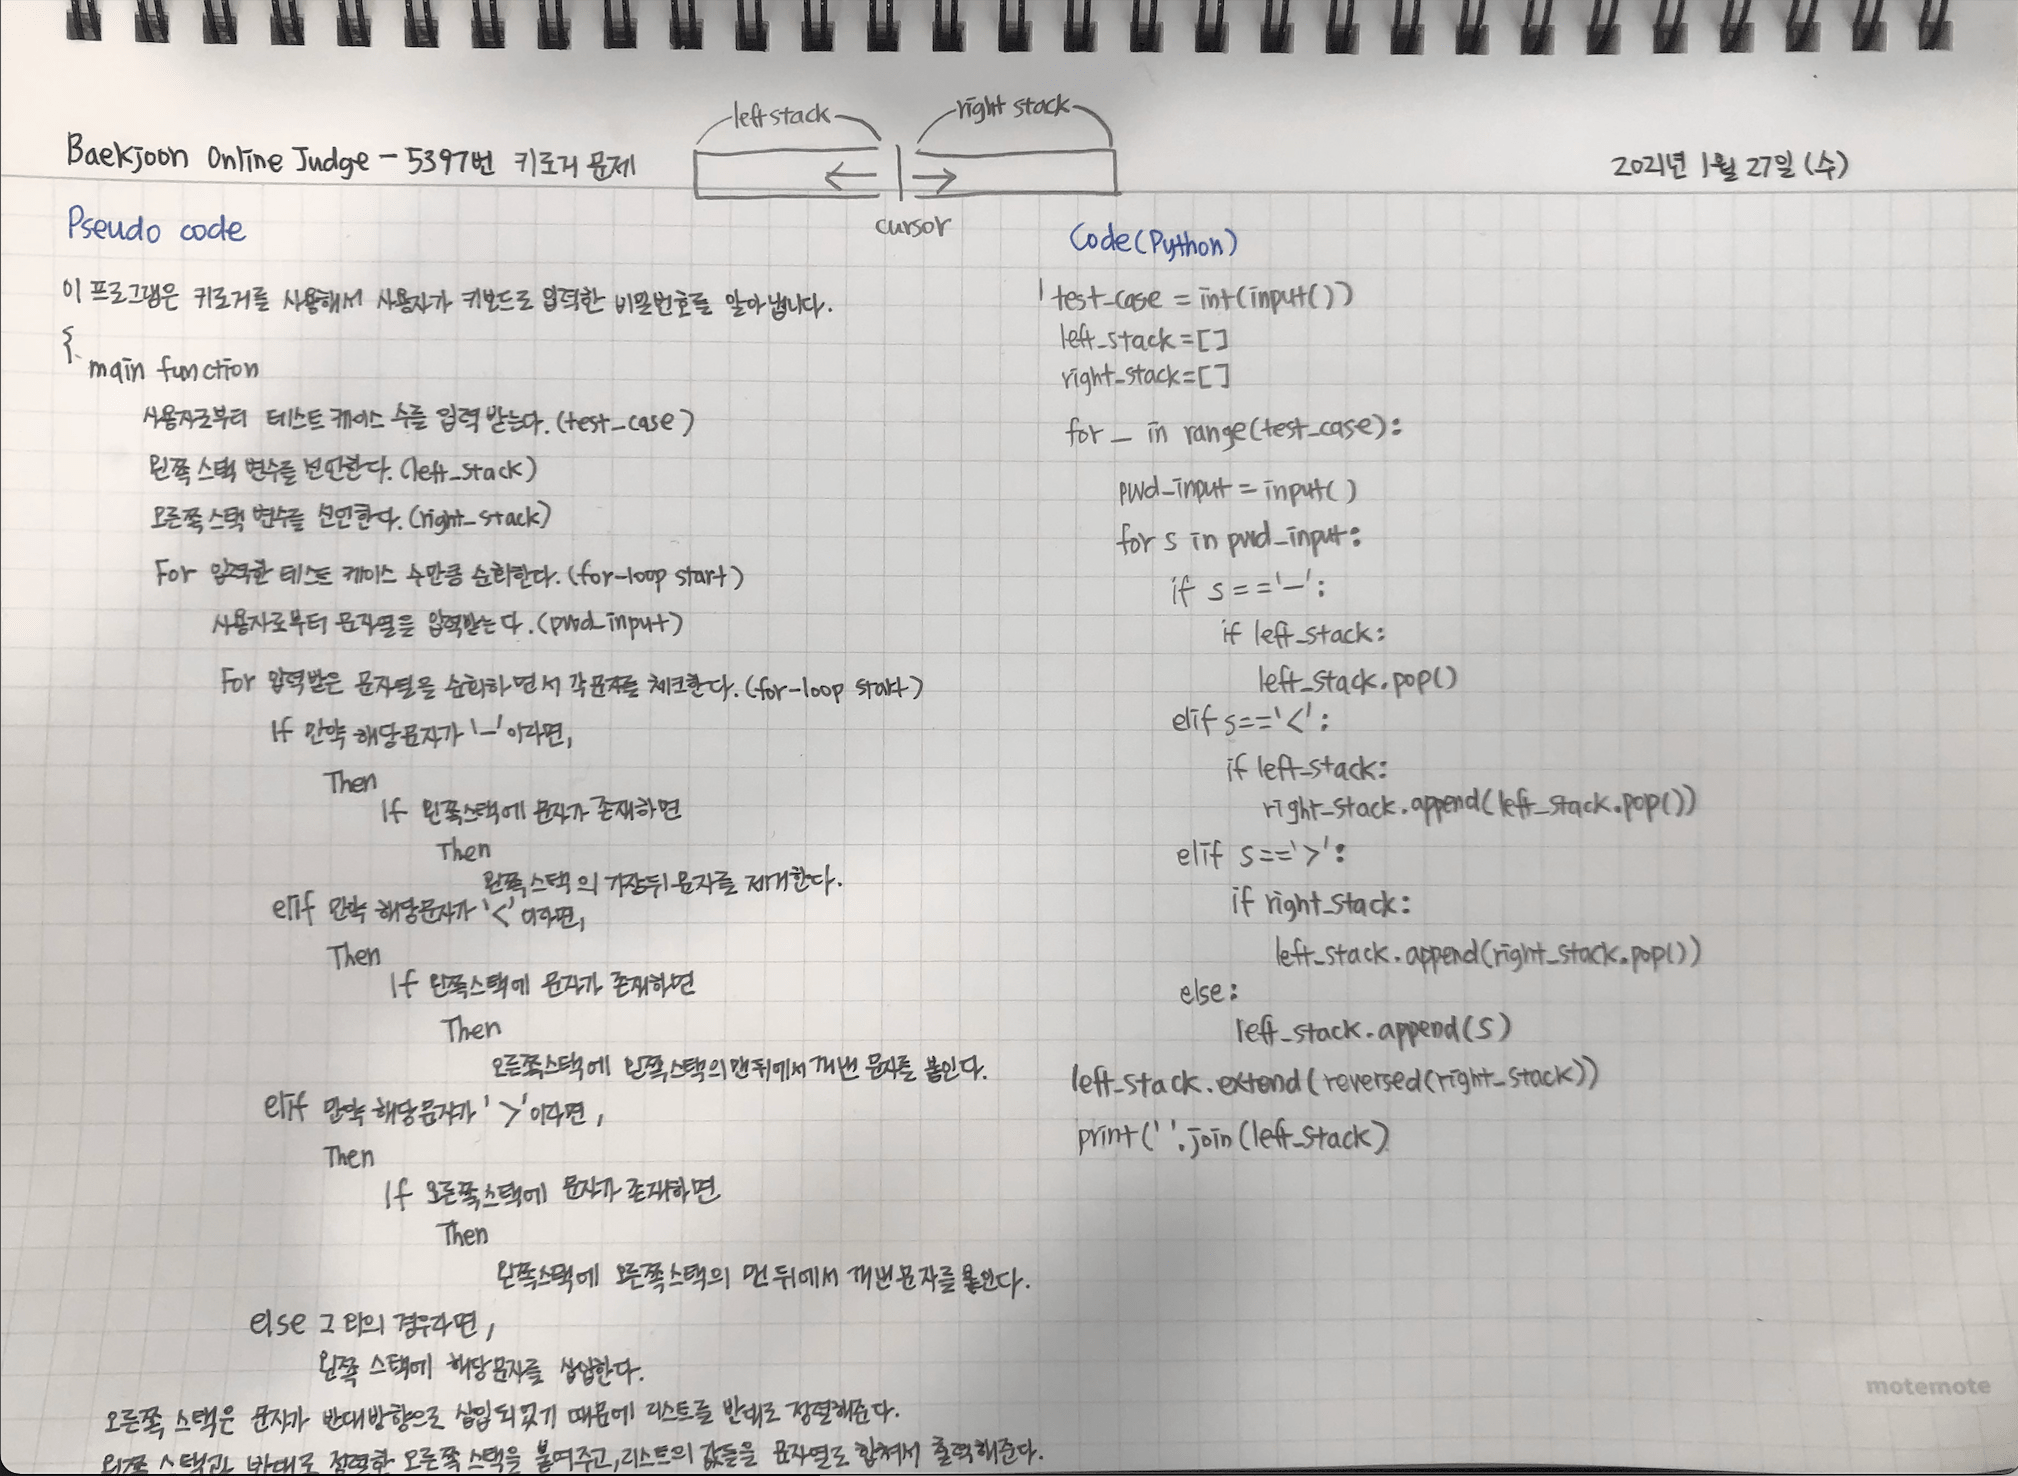 left stack
right stack
Baekjoon Online Judge - 5397번 키로거 문제
2021년 1월 27일 (수)
cursor
Pseudo code
이 프로그램은 키로거를 사용해서 사용자가 키보드로 입력한 비밀번호를 알아냅니다.
{
main function
사용자로부터 테스트 케이스 수를 입력 받는다. (test_case)
왼쪽 스택 변수를 선언한다. (left_stack)
오른쪽 스택 변수를 선언한다. (right_stack)
For 입력한 테스트 케이스 수만큼 순회한다. (for-loop start)
사용자로부터 문자열을 입력받는다. (pwd_input)
For 입력받은 문자열을 순회하면서 각 문자를 체크한다. (for-loop start)
If 만약 해당문자가 '-'이라면,
Then
If 왼쪽스택에 문자가 존재하면
Then
왼쪽스택의 가장뒤 문자를 제거한다.
elif 만약 해당문자가 '<'이라면,
Then
If 왼쪽스택에 문자가 존재하면
Then
오른쪽스택에 왼쪽스택의 맨뒤에서 꺼낸 문자를 붙인다.
elif 만약 해당문자가 '>'이라면,
Then
If 오른쪽스택에 문자가 존재하면
Then
왼쪽스택에 오른쪽스택의 맨 뒤에서 꺼낸 문자를 붙인다.
else 그 외의 경우라면,
왼쪽 스택에 해당문자를 삽입한다.
오른쪽 스택은 문자가 반대방향으로 삽입되었기 때문에 리스트를 반대로 정렬해준다.
왼쪽 스택과 반대로 정렬한 오른쪽 스택을 붙여주고, 리스트의 값들을 문자열로 합쳐서 출력해준다.
Code(Python)
test_case = int(input())
left_stack=[]
right_stack=[]
for _ in range(test_case):
pwd_input = input()
for s in pwd_input:
if s=='-':
if left_stack:
left_stack.pop()
elif s=='<':
if left_stack:
right_stack.append(left_stack.pop())
elif s=='>':
if right_stack:
left_stack.append(right_stack.pop())
else:
left_stack.append(s)
left_stack.extend(reversed(right_stack))
print(''.join(left_stack)
motemote